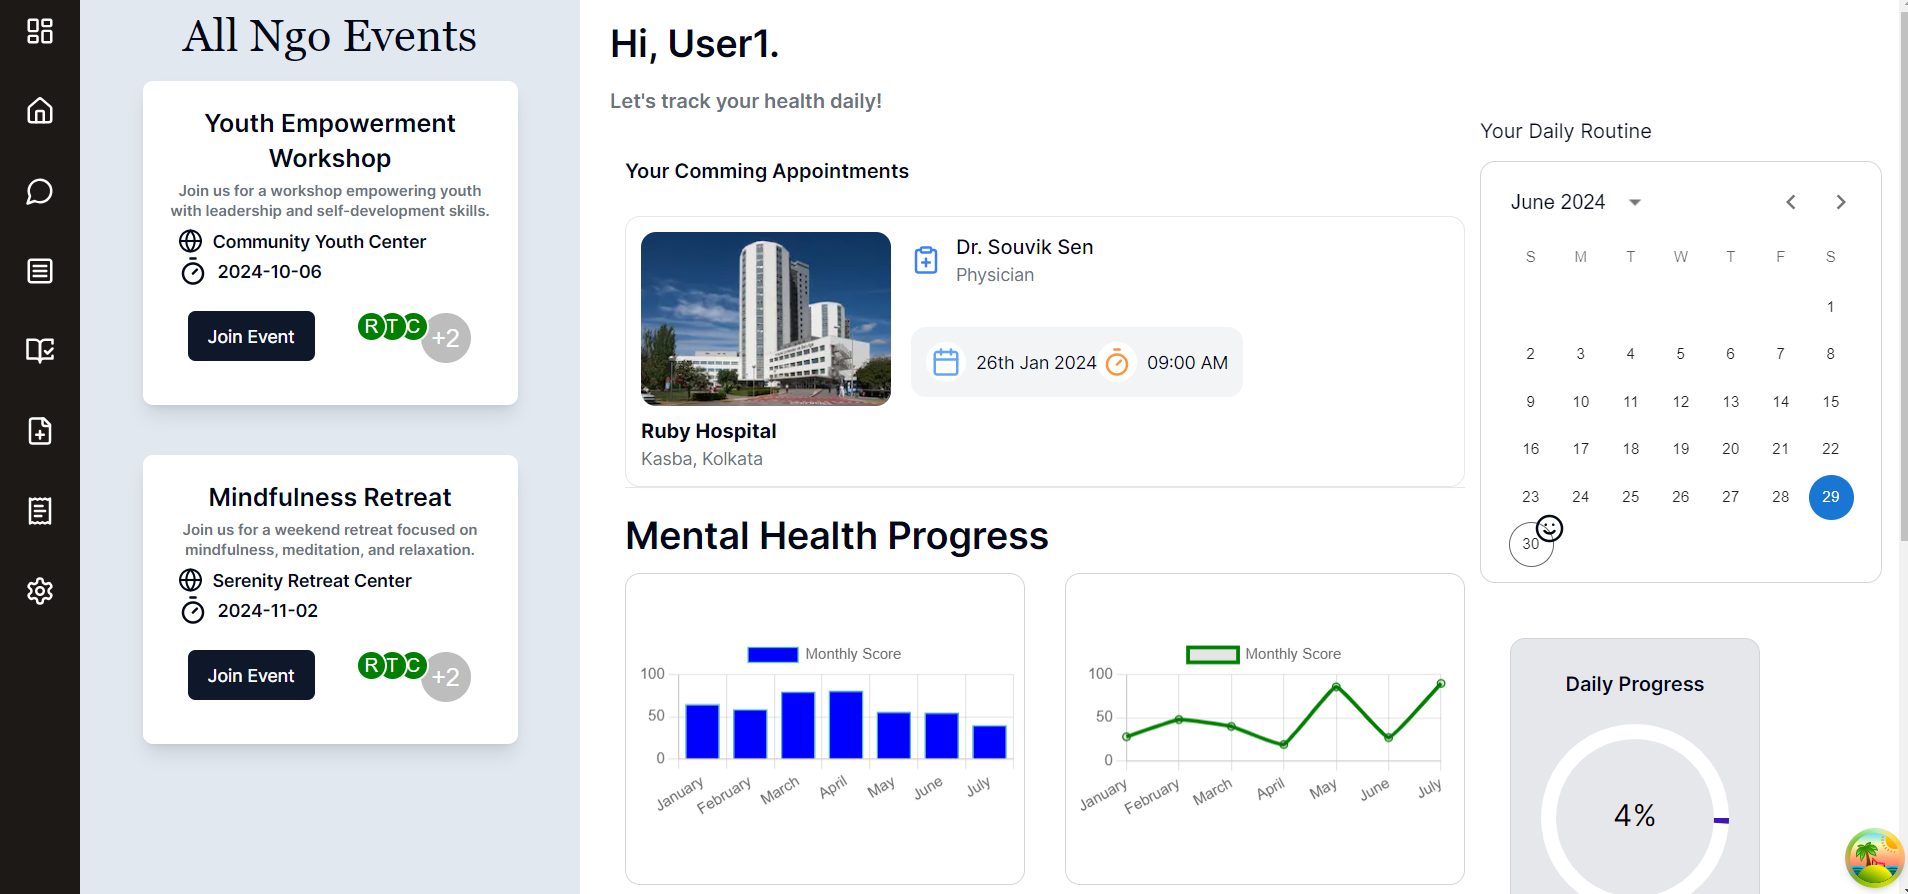 All Ngo Events
Youth Empowerment
Workshop
Join us for a workshop empowering youth
with leadership and self-development skills.
Community Youth Center
2024-10-06
Join Event
R T C +2
Mindfulness Retreat
Join us for a weekend retreat focused on
mindfulness, meditation, and relaxation.
Serenity Retreat Center
2024-11-02
Join Event
R T C +2
Hi, User1.
Let's track your health daily!
Your Comming Appointments
Dr. Souvik Sen
Physician
26th Jan 2024 09:00 AM
Ruby Hospital
Kasba, Kolkata
Mental Health Progress
Monthly Score
100
50
0
January February March April May June July
Monthly Score
100
50
0
January February March April May June July
Your Daily Routine
June 2024
S M T W T F S
1
2 3 4 5 6 7 8
9 10 11 12 13 14 15
16 17 18 19 20 21 22
23 24 25 26 27 28 29
30
Daily Progress
4%